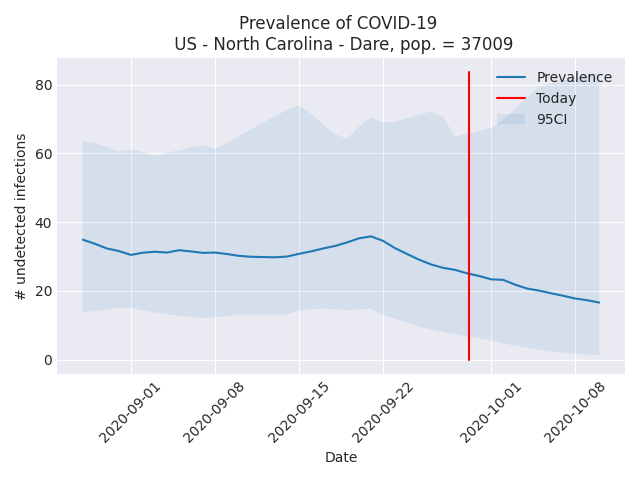 Prevalence of COVID-19
US - North Carolina - Dare, pop. = 37009
# undetected infections
80
60
40
20
0
Prevalence
Today
95CI
2020-09-01
2020-09-08
2020-09-15
2020-09-22
2020-10-01
2020-10-08
Date